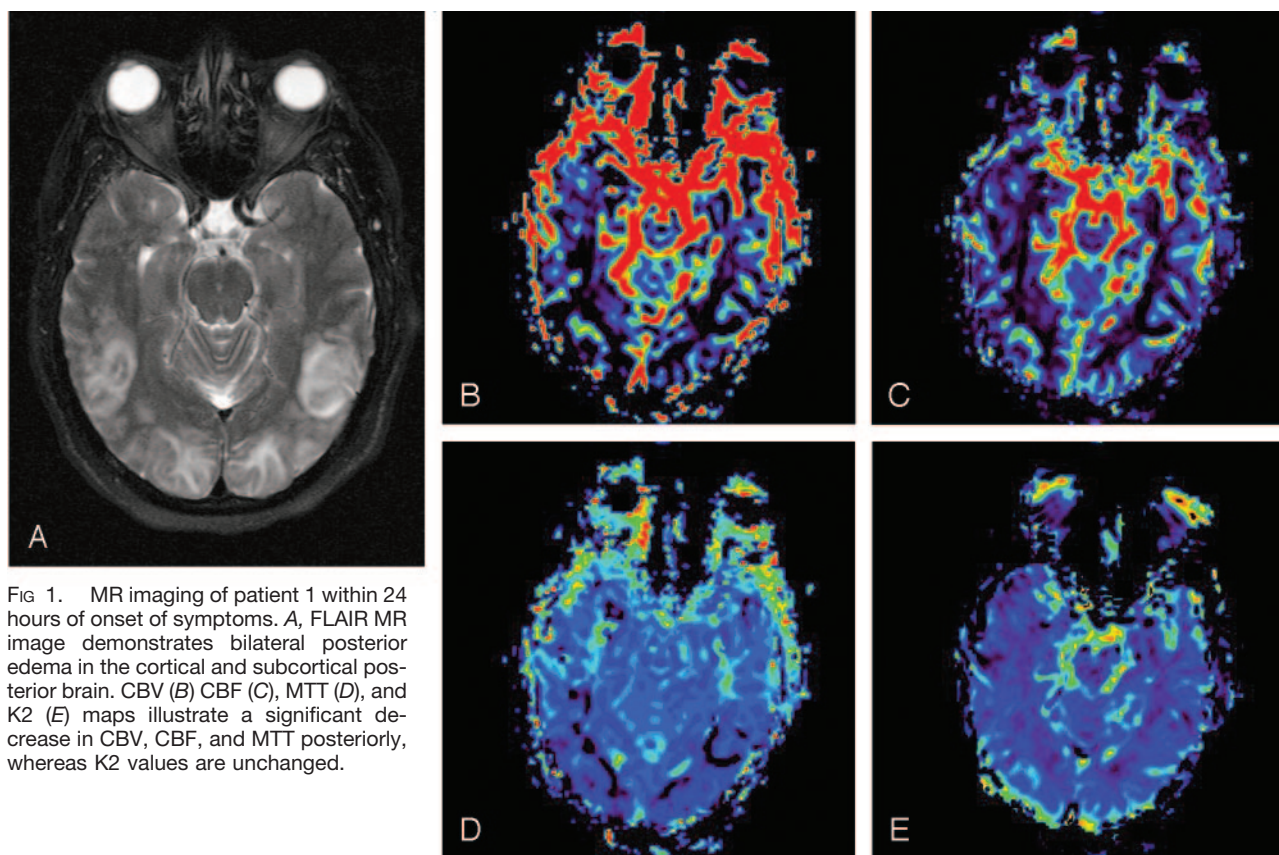 A
B
C
D
E
FIG 1. MR imaging of patient 1 within 24
hours of onset of symptoms. A, FLAIR MR
image demonstrates bilateral posterior
edema in the cortical and subcortical pos-
terior brain. CBV (B) CBF (C), MTT (D), and
K2 (E) maps illustrate a significant de-
crease in CBV, CBF, and MTT posteriorly,
whereas K2 values are unchanged.